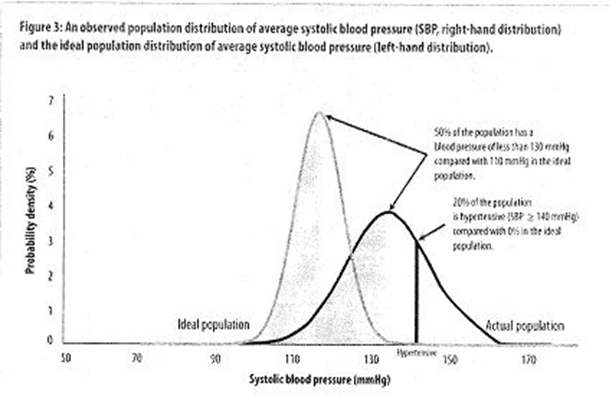 Figure 3: An observed population distribution of average systolic blood pressure (SBP, right-hand distribution)
and the ideal population distribution of average systolic blood pressure (left-hand distribution).
7
6
5
4
3
2
1
0
Probability density (%)
50% of the population has a
blood pressure of less than 130 mmHg
compared with 110 mmHg in the ideal
population.
20% of the population
is hypertensive (SBP ≥ 140 mmHg)
compared with 0% in the ideal
population.
Ideal population
Actual population
Hypertensive
50 70 90 110 130 150 170
Systolic blood pressure (mmHg)